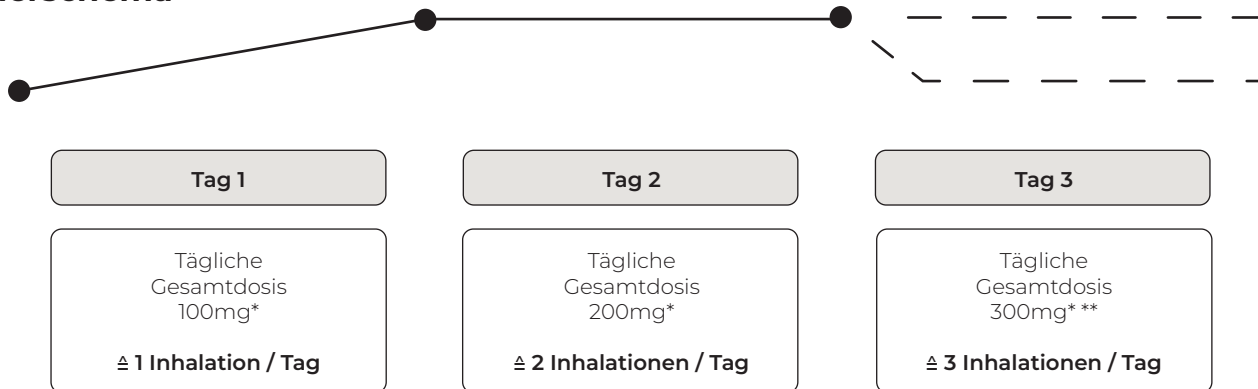 Tag 1
Tag 2
Tag 3
Tägliche
Gesamtdosis
100mg*
≙ 1 Inhalation / Tag
Tägliche
Gesamtdosis
200mg*
≙ 2 Inhalationen / Tag
Tägliche
Gesamtdosis
300mg* **
≙ 3 Inhalationen / Tag